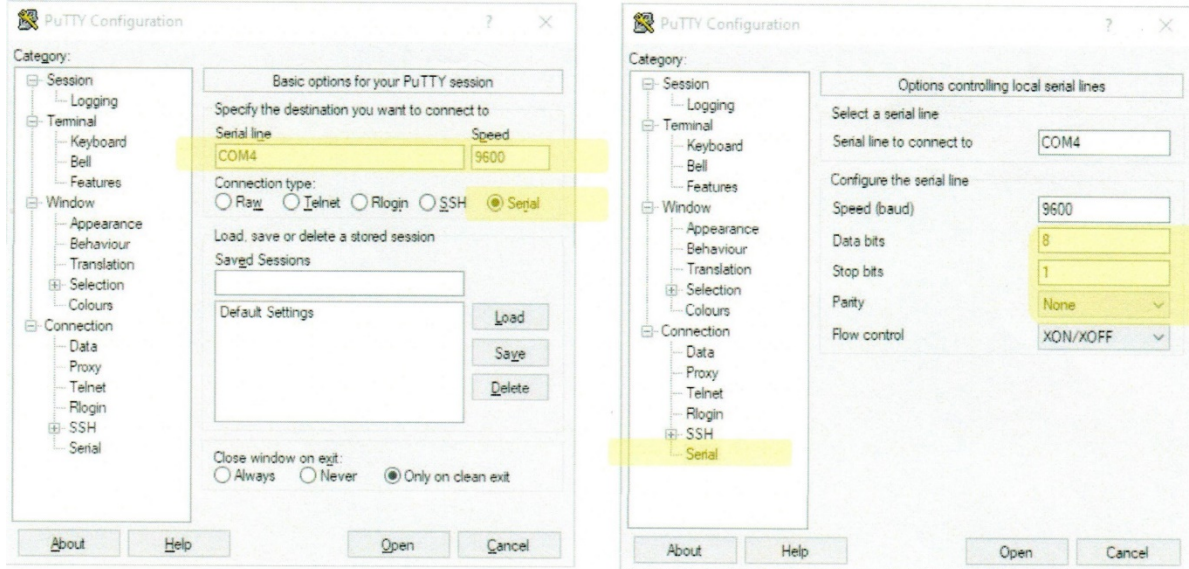 PuTTY Configuration
?
Category:
Session
Logging
Terminal
Keyboard
Bell
Features
Window
Appearance
Behaviour
Translation
Selection
Colours
Connection
Data
Proxy
Telnet
Rlogin
SSH
Serial
Basic options for your PuTTY session
Specify the destination you want to connect to
Serial line Speed
COM4 9600
Connection type:
Raw Telnet Rlogin SSH Serial
Load, save or delete a stored session
Saved Sessions
Default Settings
Load
Save
Delete
Close window on exit:
Always Never Only on clean exit
About Help Open Cancel
PuTTY Configuration
?
Category:
Session
Logging
Terminal
Keyboard
Bell
Features
Window
Appearance
Behaviour
Translation
Selection
Colours
Connection
Data
Proxy
Telnet
Rlogin
SSH
Serial
Options controlling local serial lines
Select a serial line
Serial line to connect to COM4
Configure the serial line
Speed (baud) 9600
Data bits 8
Stop bits 1
Parity None
Flow control XON/XOFF
About Help Open Cancel